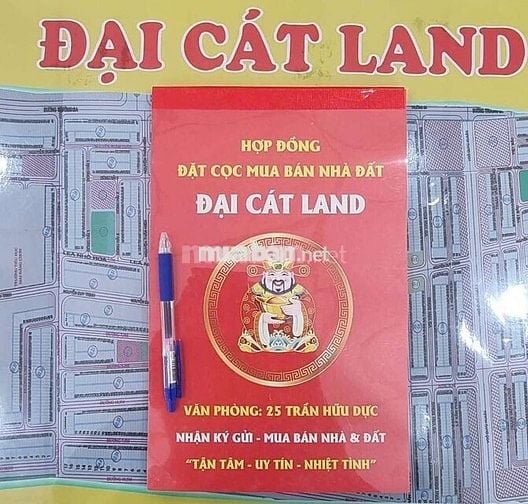 ĐẠI CÁT LAND
HỢP ĐỒNG
ĐẶT CỌC MUA BÁN NHÀ ĐẤT
ĐẠI CÁT LAND
muaban.net
VĂN PHÒNG: 25 TRẦN HỮU DỰC
NHẬN KÝ GỬI - MUA BÁN NHÀ & ĐẤT
“TẬN TÂM - UY TÍN - NHIỆT TÌNH”